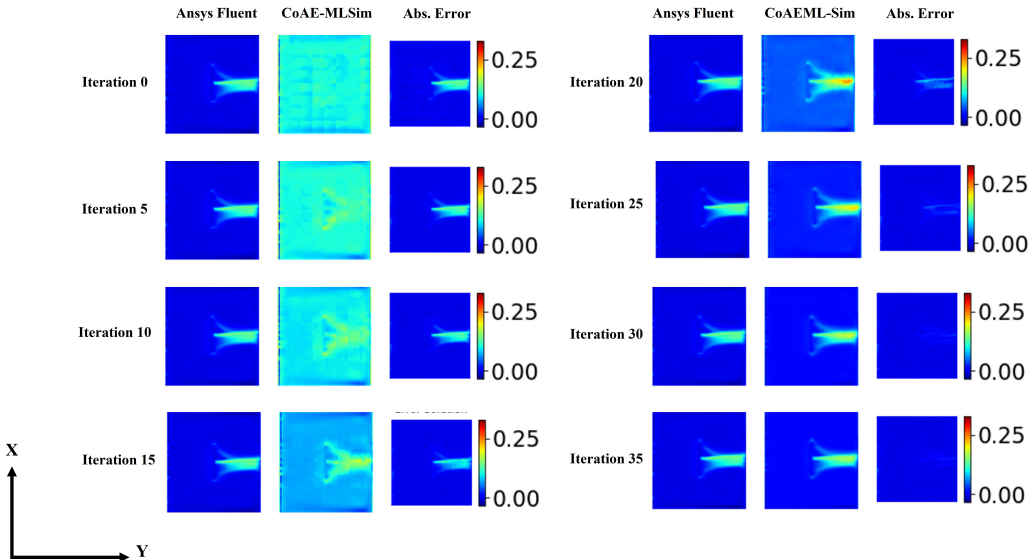 Ansys Fluent CoAE-MLSim Abs. Error
Iteration 0
0.25
0.00
Iteration 5
0.25
0.00
Iteration 10
0.25
0.00
Iteration 15
0.25
0.00
X
Y
Ansys Fluent CoAEML-Sim Abs. Error
Iteration 20
0.25
0.00
Iteration 25
0.25
0.00
Iteration 30
0.25
0.00
Iteration 35
0.25
0.00